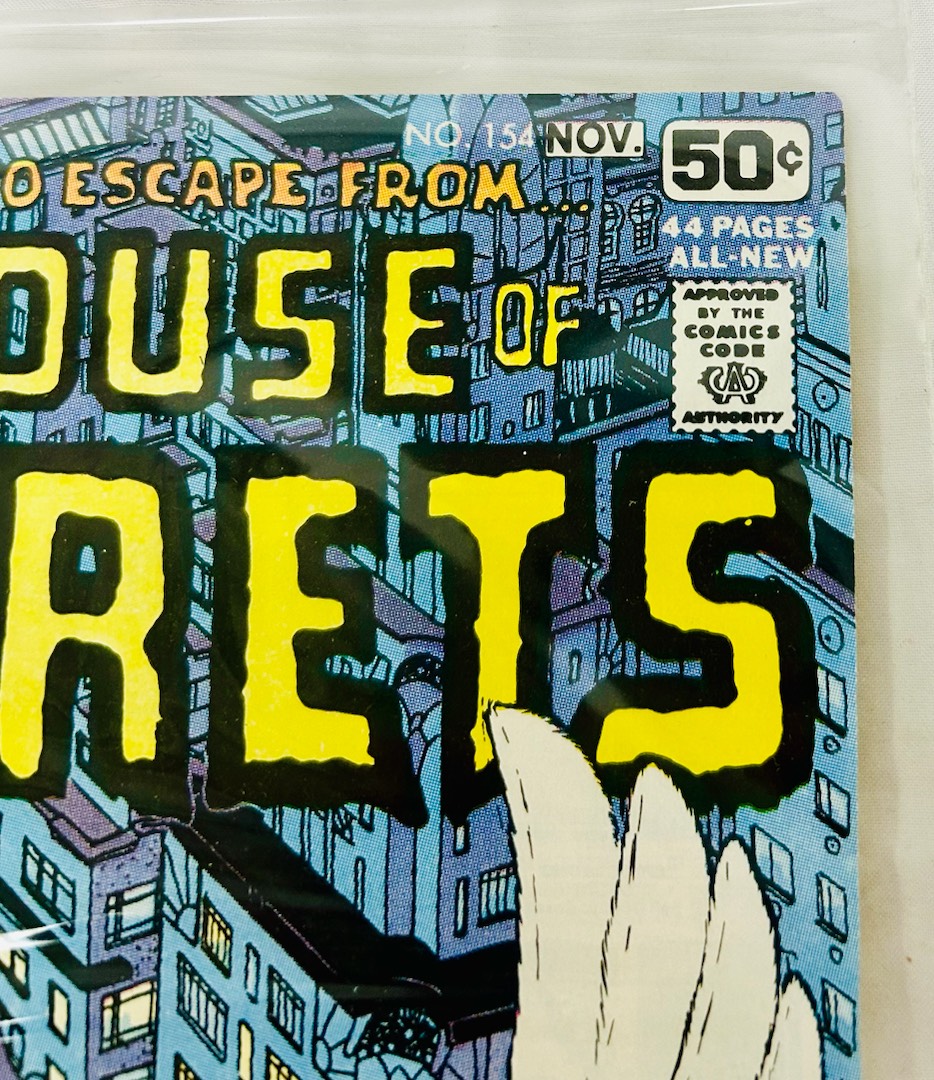 NO. 154 NOV. 50¢
O ESCAPE FROM...
44 PAGES
ALL-NEW
OUSE OF
APPROVED
BY THE
COMICS
CODE
CA
AUTHORITY
RETS